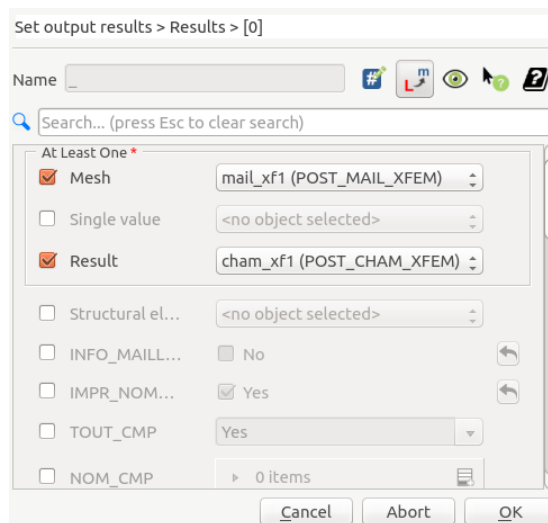 Set output results > Results > [0]
Name _
Search... (press Esc to clear search)
At Least One *
Mesh mail_xf1 (POST_MAIL_XFEM)
Single value <no object selected>
Result cham_xf1 (POST_CHAM_XFEM)
Structural el... <no object selected>
INFO_MAILL... No
IMPR_NOM... Yes
TOUT_CMP Yes
NOM_CMP 0 items
Cancel Abort OK